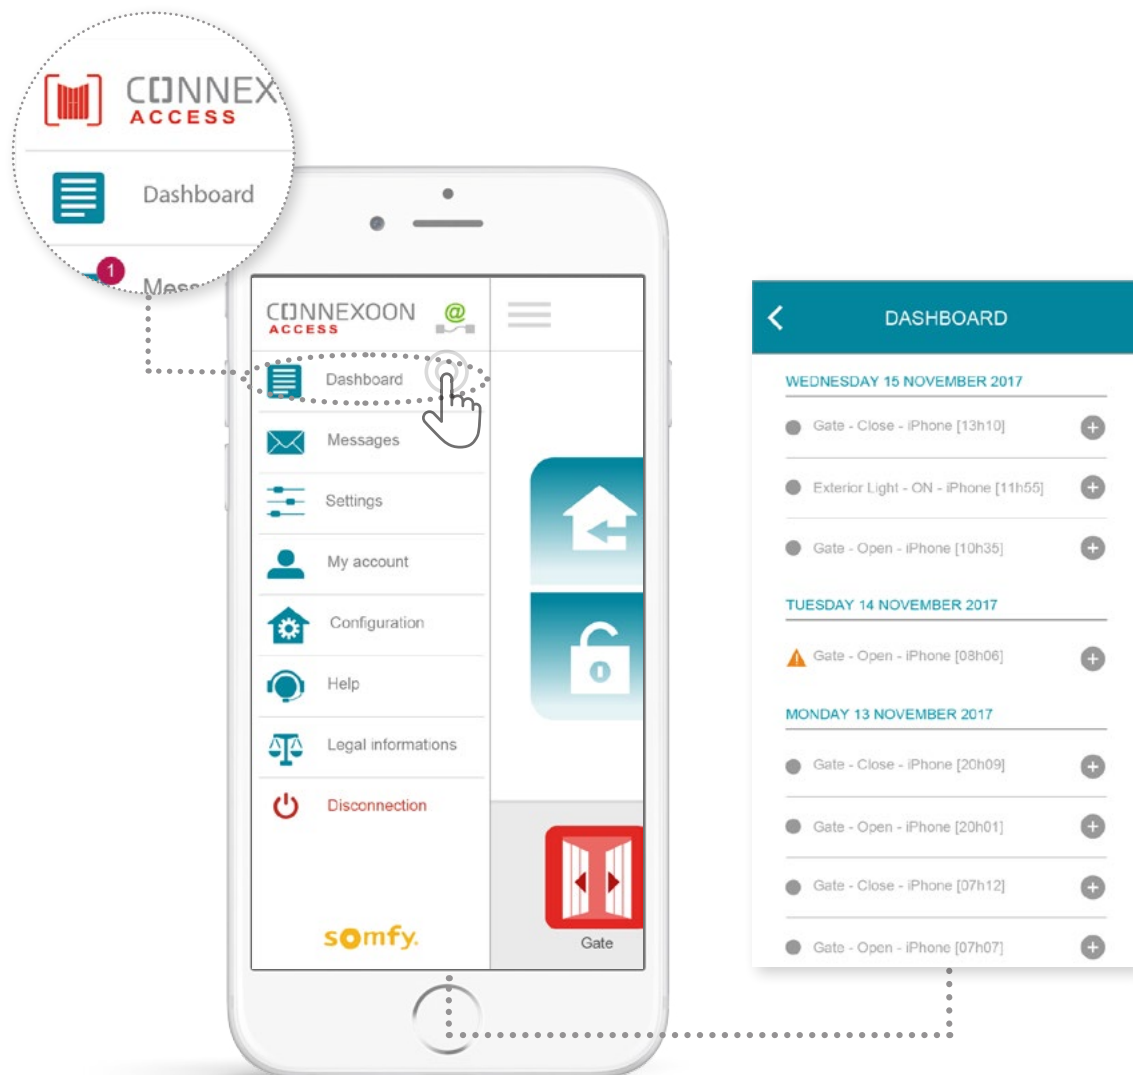 CONNEX
ACCESS
Dashboard
1
Mess
CONNEXOON
ACCESS
@
Dashboard
Messages
Settings
My account
Configuration
Help
Legal informations
Disconnection
somfy.
Gate
DASHBOARD
WEDNESDAY 15 NOVEMBER 2017
Gate - Close - iPhone [13h10]
Exterior Light - ON - iPhone [11h55]
Gate - Open - iPhone [10h35]
TUESDAY 14 NOVEMBER 2017
Gate - Open - iPhone [08h06]
MONDAY 13 NOVEMBER 2017
Gate - Close - iPhone [20h09]
Gate - Open - iPhone [20h01]
Gate - Close - iPhone [07h12]
Gate - Open - iPhone [07h07]